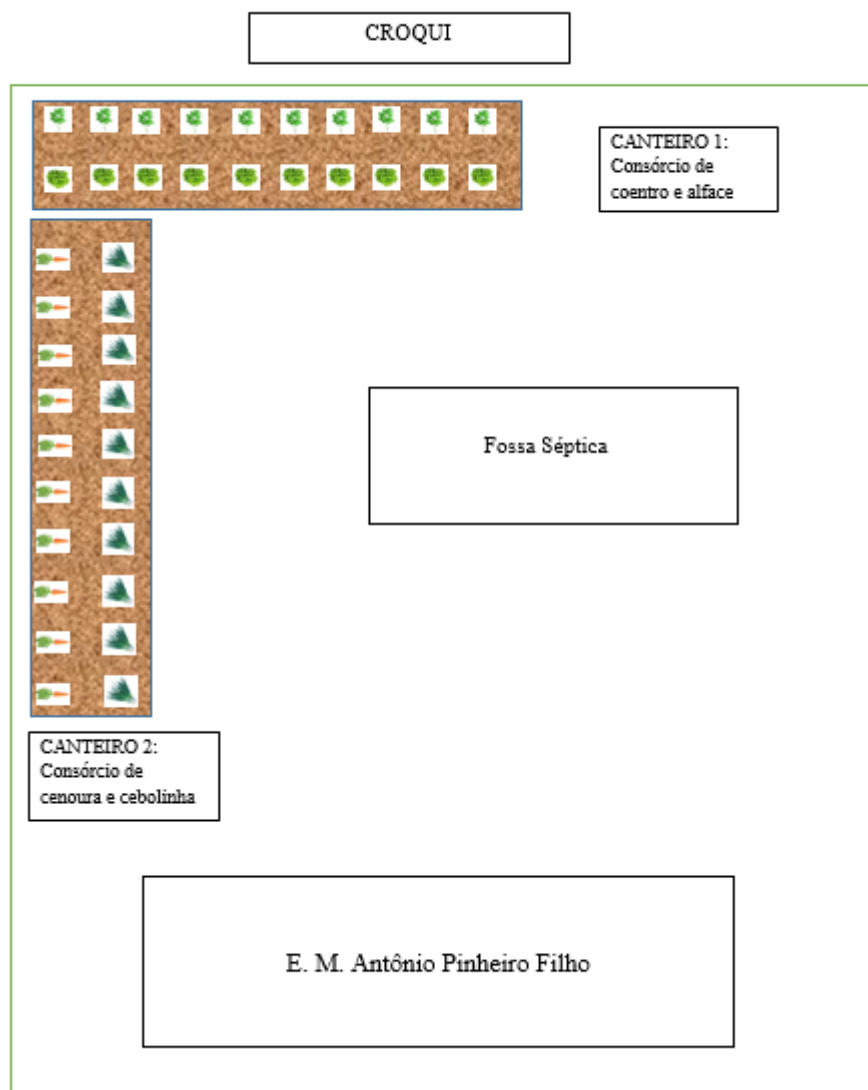 CROQUI
CANTEIRO 1:
Consórcio de
coentro e alface
Fossa Séptica
CANTEIRO 2:
Consórcio de
cenoura e cebolinha
E. M. Antônio Pinheiro Filho